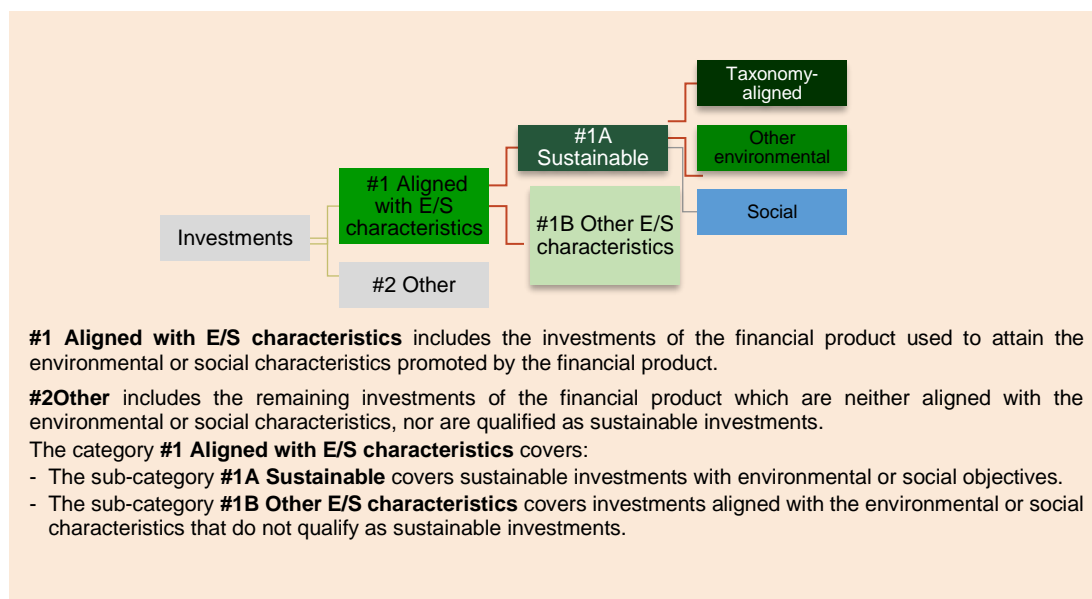 Taxonomy-
aligned
#1A
Sustainable
Other
environmental
#1 Aligned
with E/S
characteristics
#1B Other E/S
characteristics
Social
Investments
#2 Other
#1 Aligned with E/S characteristics includes the investments of the financial product used to attain the
environmental or social characteristics promoted by the financial product.
#2Other includes the remaining investments of the financial product which are neither aligned with the
environmental or social characteristics, nor are qualified as sustainable investments.
The category #1 Aligned with E/S characteristics covers:
- The sub-category #1A Sustainable covers sustainable investments with environmental or social objectives.
- The sub-category #1B Other E/S characteristics covers investments aligned with the environmental or social
characteristics that do not qualify as sustainable investments.